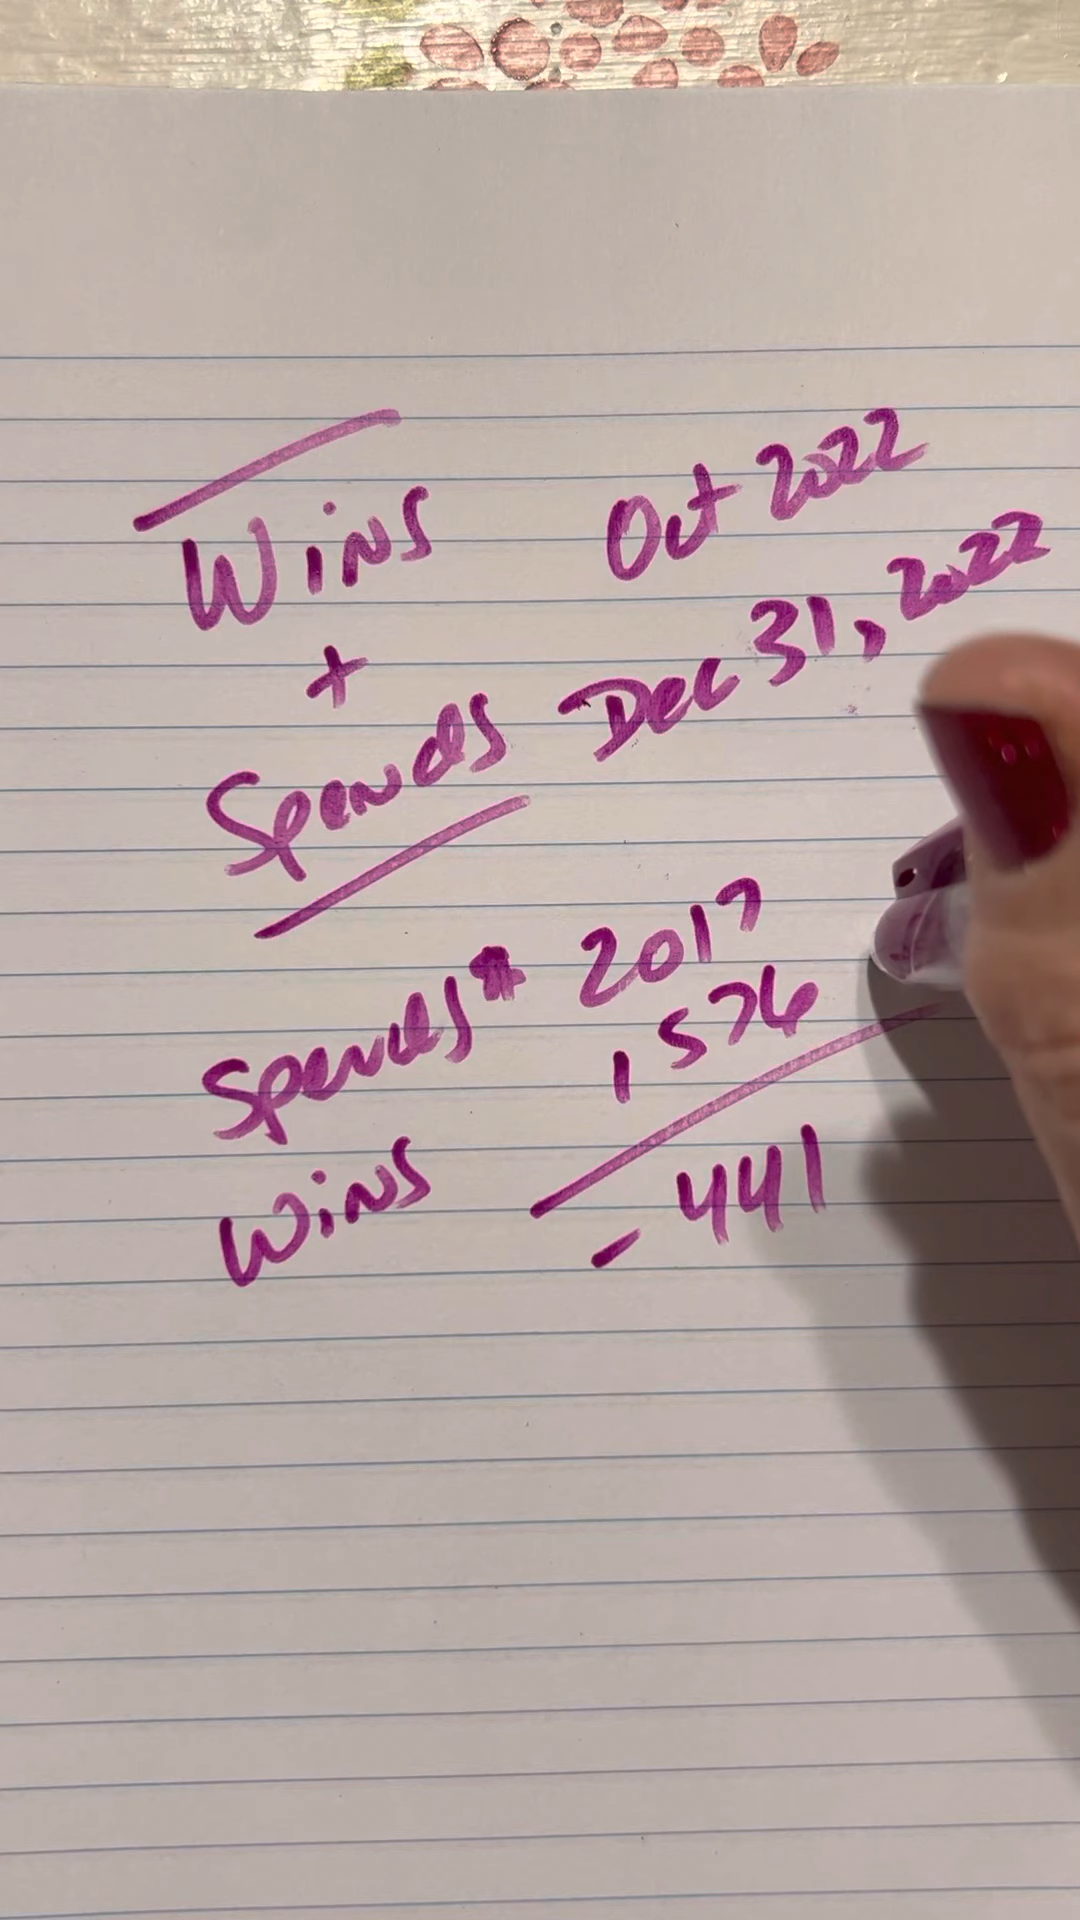 Wins Oct 2022
+
Spends Dec 31, 2022
Spends* 2017
Wins 1576
- 441